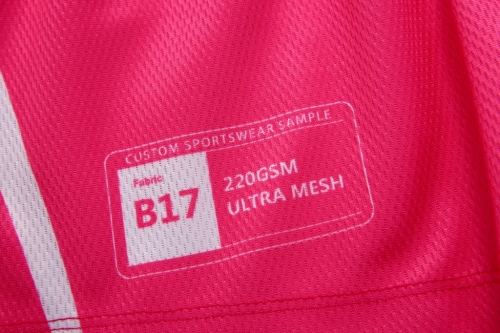 CUSTOM SPORTSWEAR SAMPLE
Fabric
B17
220GSM
ULTRA MESH